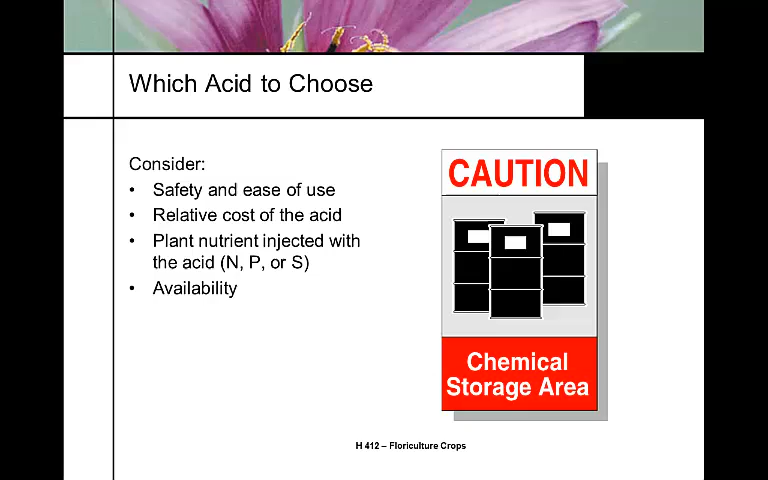 Which Acid to Choose
Consider:
• Safety and ease of use
• Relative cost of the acid
• Plant nutrient injected with
the acid (N, P, or S)
• Availability
CAUTION
Chemical
Storage Area
H 412 – Floriculture Crops